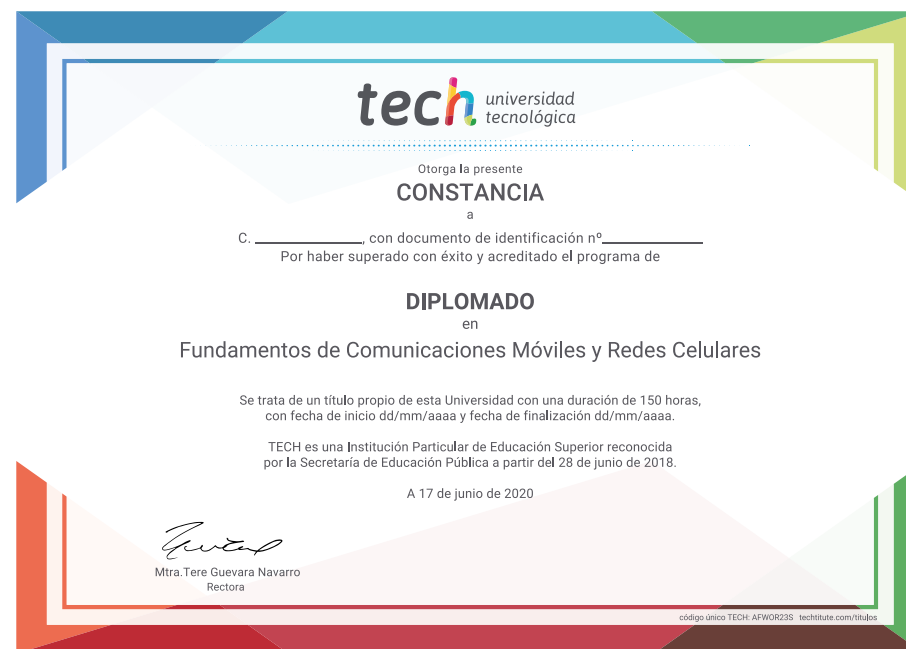 tech universidad
tecnológica
Otorga la presente
CONSTANCIA
a
C. ____________, con documento de identificación nº____________
Por haber superado con éxito y acreditado el programa de
DIPLOMADO
en
Fundamentos de Comunicaciones Móviles y Redes Celulares
Se trata de un título propio de esta Universidad con una duración de 150 horas,
con fecha de inicio dd/mm/aaaa y fecha de finalización dd/mm/aaaa.
TECH es una Institución Particular de Educación Superior reconocida
por la Secretaría de Educación Pública a partir del 28 de junio de 2018.
A 17 de junio de 2020
Mtra.Tere Guevara Navarro
Rectora
código único TECH: AFWOR23S techtitute.com/titulos